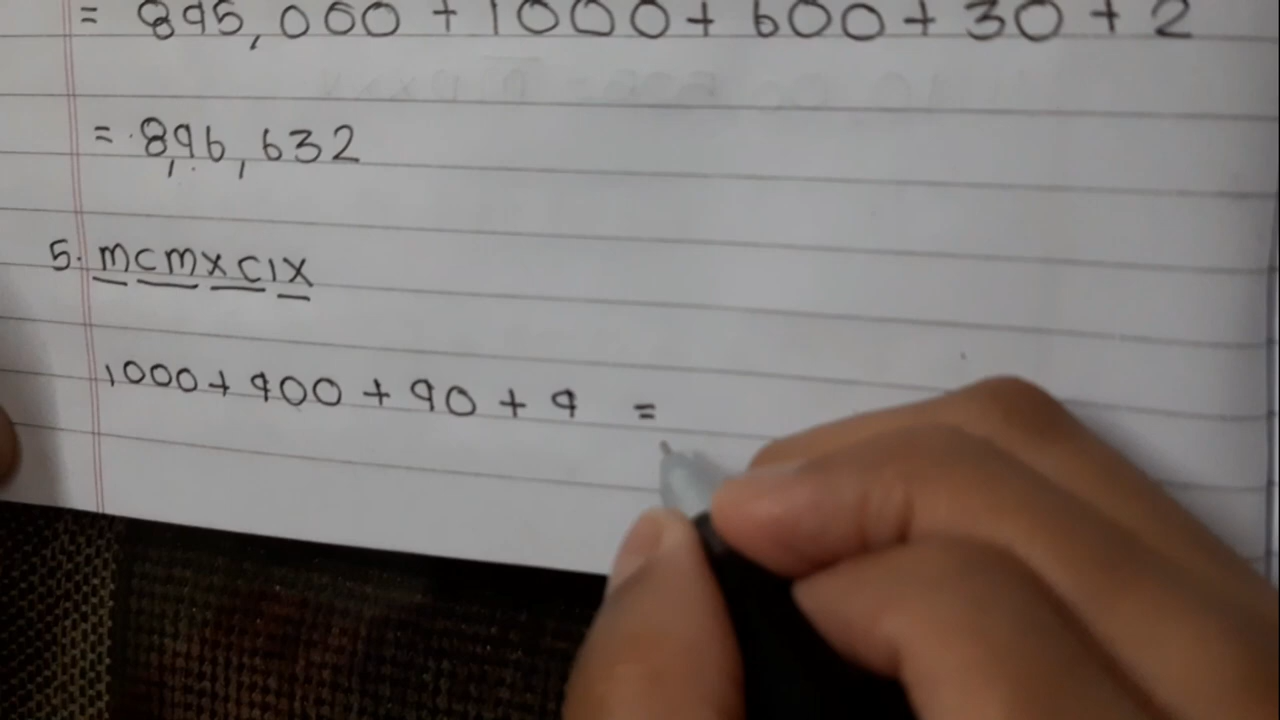 = 895,000 + 1000 + 600 + 30 + 2
= 896,632
5. MCMXCIX
1000 + 900 + 90 + 9 =